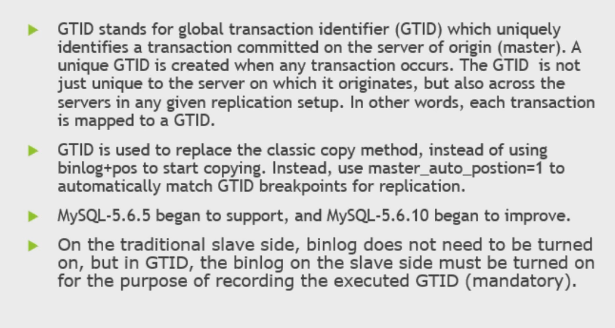 GTID stands for global transaction identifier (GTID) which uniquely
identifies a transaction committed on the server of origin (master). A
unique GTID is created when any transaction occurs. The GTID is not
just unique to the server on which it originates, but also across the
servers in any given replication setup. In other words, each transaction
is mapped to a GTID.
GTID is used to replace the classic copy method, instead of using
binlog+pos to start copying. Instead, use master_auto_postion=1 to
automatically match GTID breakpoints for replication.
MySQL-5.6.5 began to support, and MySQL-5.6.10 began to improve.
On the traditional slave side, binlog does not need to be turned
on, but in GTID, the binlog on the slave side must be turned on
for the purpose of recording the executed GTID (mandatory).